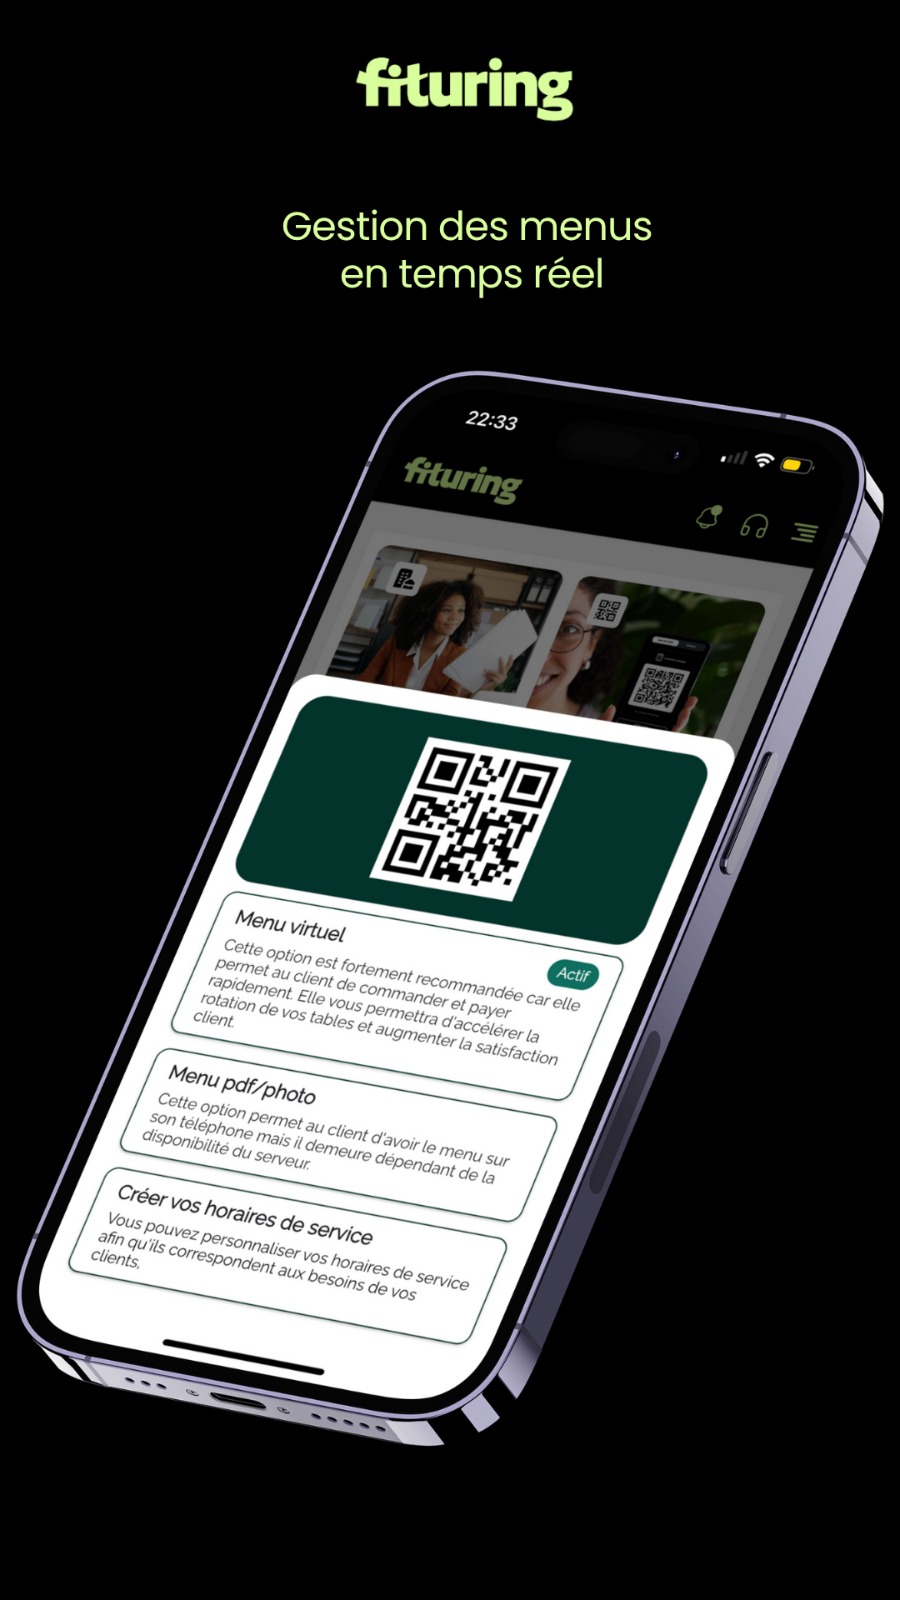 fituring
Gestion des menus
en temps réel
22:33
fituring
Menu virtuel
Actif
Cette option est fortement recommandée car elle
permet au client de commander et payer
rapidement. Elle vous permettra d'accélérer la
rotation de vos tables et augmenter la satisfaction
client.
Menu pdf/photo
Cette option permet au client d'avoir le menu sur
son téléphone mais il demeure dépendant de la
disponibilité du serveur.
Créer vos horaires de service
Vous pouvez personnaliser vos horaires de service
afin qu'ils correspondent aux besoins de vos
clients.